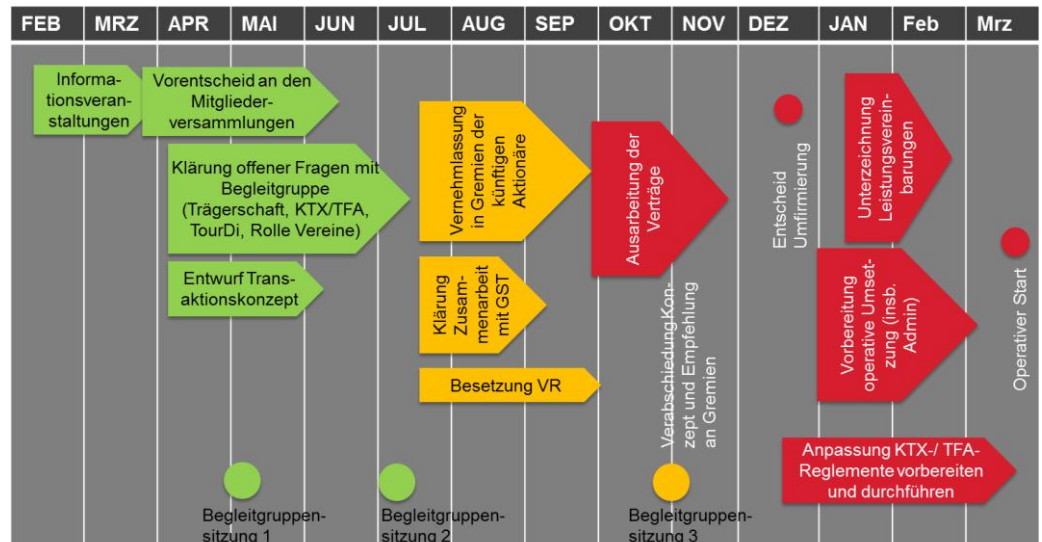 FEB MRZ APR MAI JUN JUL AUG SEP OKT NOV DEZ JAN Feb Mrz
Informa-
tionsveran-
staltungen
Vorentscheid an den
Mitglieder-
versammlungen
Klärung offener Fragen mit
Begleitgruppe
(Trägerschaft, KTX/TFA,
TourDi, Rolle Vereine)
Entwurf Trans-
aktionskonzept
Vernehmlassung
in Gremien der
künftigen
Aktionäre
Klärung
Zusam-
menarbeit
mit GST
Besetzung VR
Ausarbeitung der
Verträge
Verabschiedung Kon-
zept und Empfehlung
an Gremien
Entscheid
Umfirmierung
Unterzeichnung
Leistungsverein-
barungen
Vorbereitung
operative Umset-
zung (insb.
Admin)
Operativer Start
Anpassung KTX-/ TFA-
Reglemente vorbereiten
und durchführen
Begleitgruppen-
sitzung 1
Begleitgruppen-
sitzung 2
Begleitgruppen-
sitzung 3